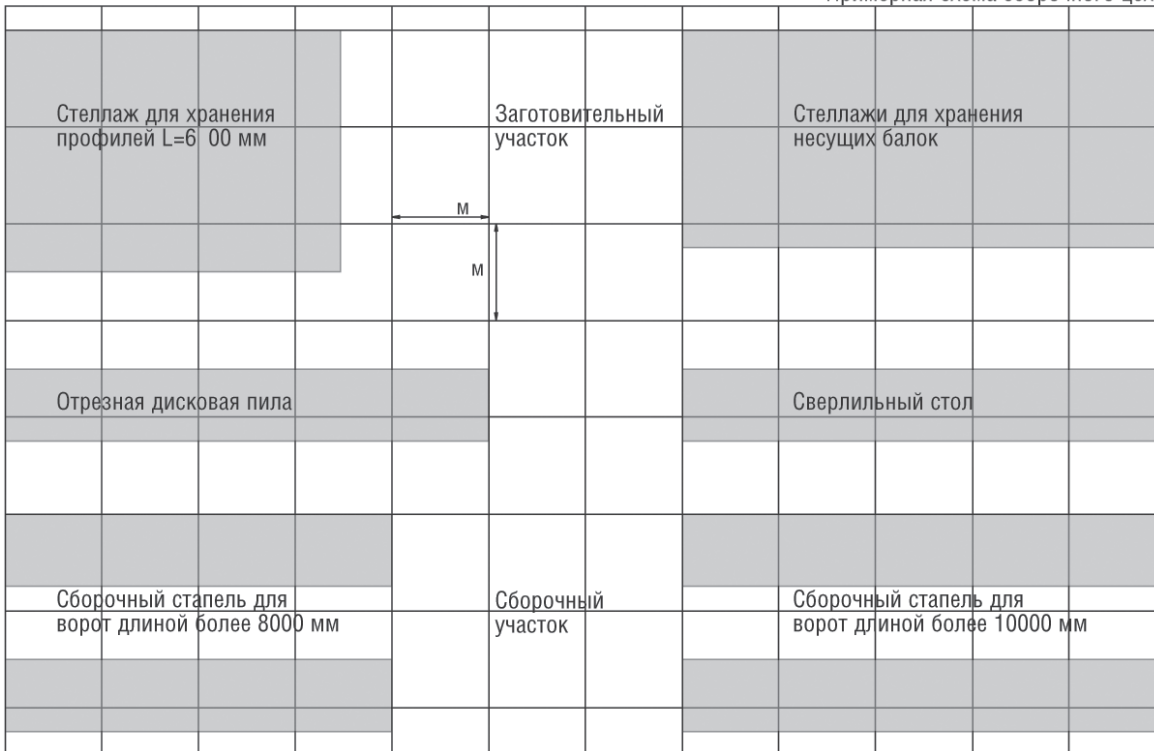 Стеллаж для хранения
профилей L=6 00 мм
Заготовительный
участок
Стеллажи для хранения
несущих балок
м
м
Отрезная дисковая пила
Сверлильный стол
Сборочный стапель для
ворот длиной более 8000 мм
Сборочный
участок
Сборочный стапель для
ворот длиной более 10000 мм